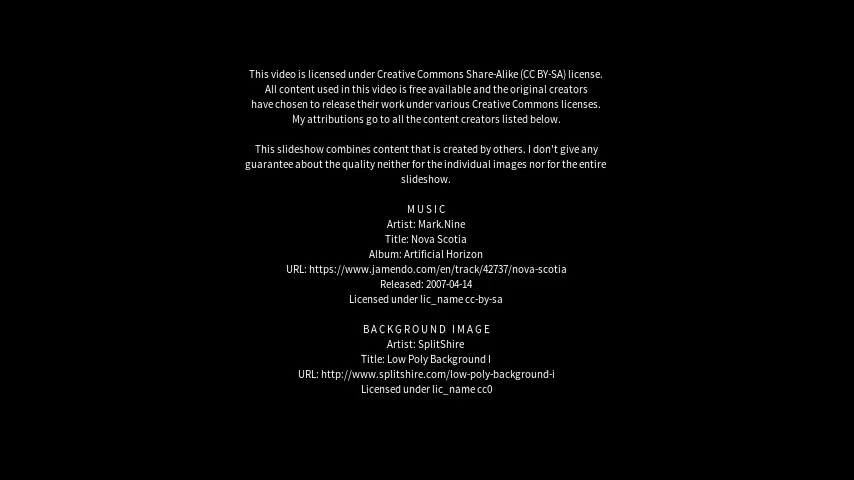 This video is licensed under Creative Commons Share-Alike (CC BY-SA) license.
All content used in this video is free available and the original creators
have chosen to release their work under various Creative Commons licenses.
My attributions go to all the content creators listed below.
This slideshow combines content that is created by others. I don't give any
guarantee about the quality neither for the individual images nor for the entire
slideshow.
MUSIC
Artist: Mark.Nine
Title: Nova Scotia
Album: Artificial Horizon
URL: https://www.jamendo.com/en/track/42737/nova-scotia
Released: 2007-04-14
Licensed under lic_name cc-by-sa
BACKGROUND IMAGE
Artist: SplitShire
Title: Low Poly Background I
URL: http://www.splitshire.com/low-poly-background-i
Licensed under lic_name cc0